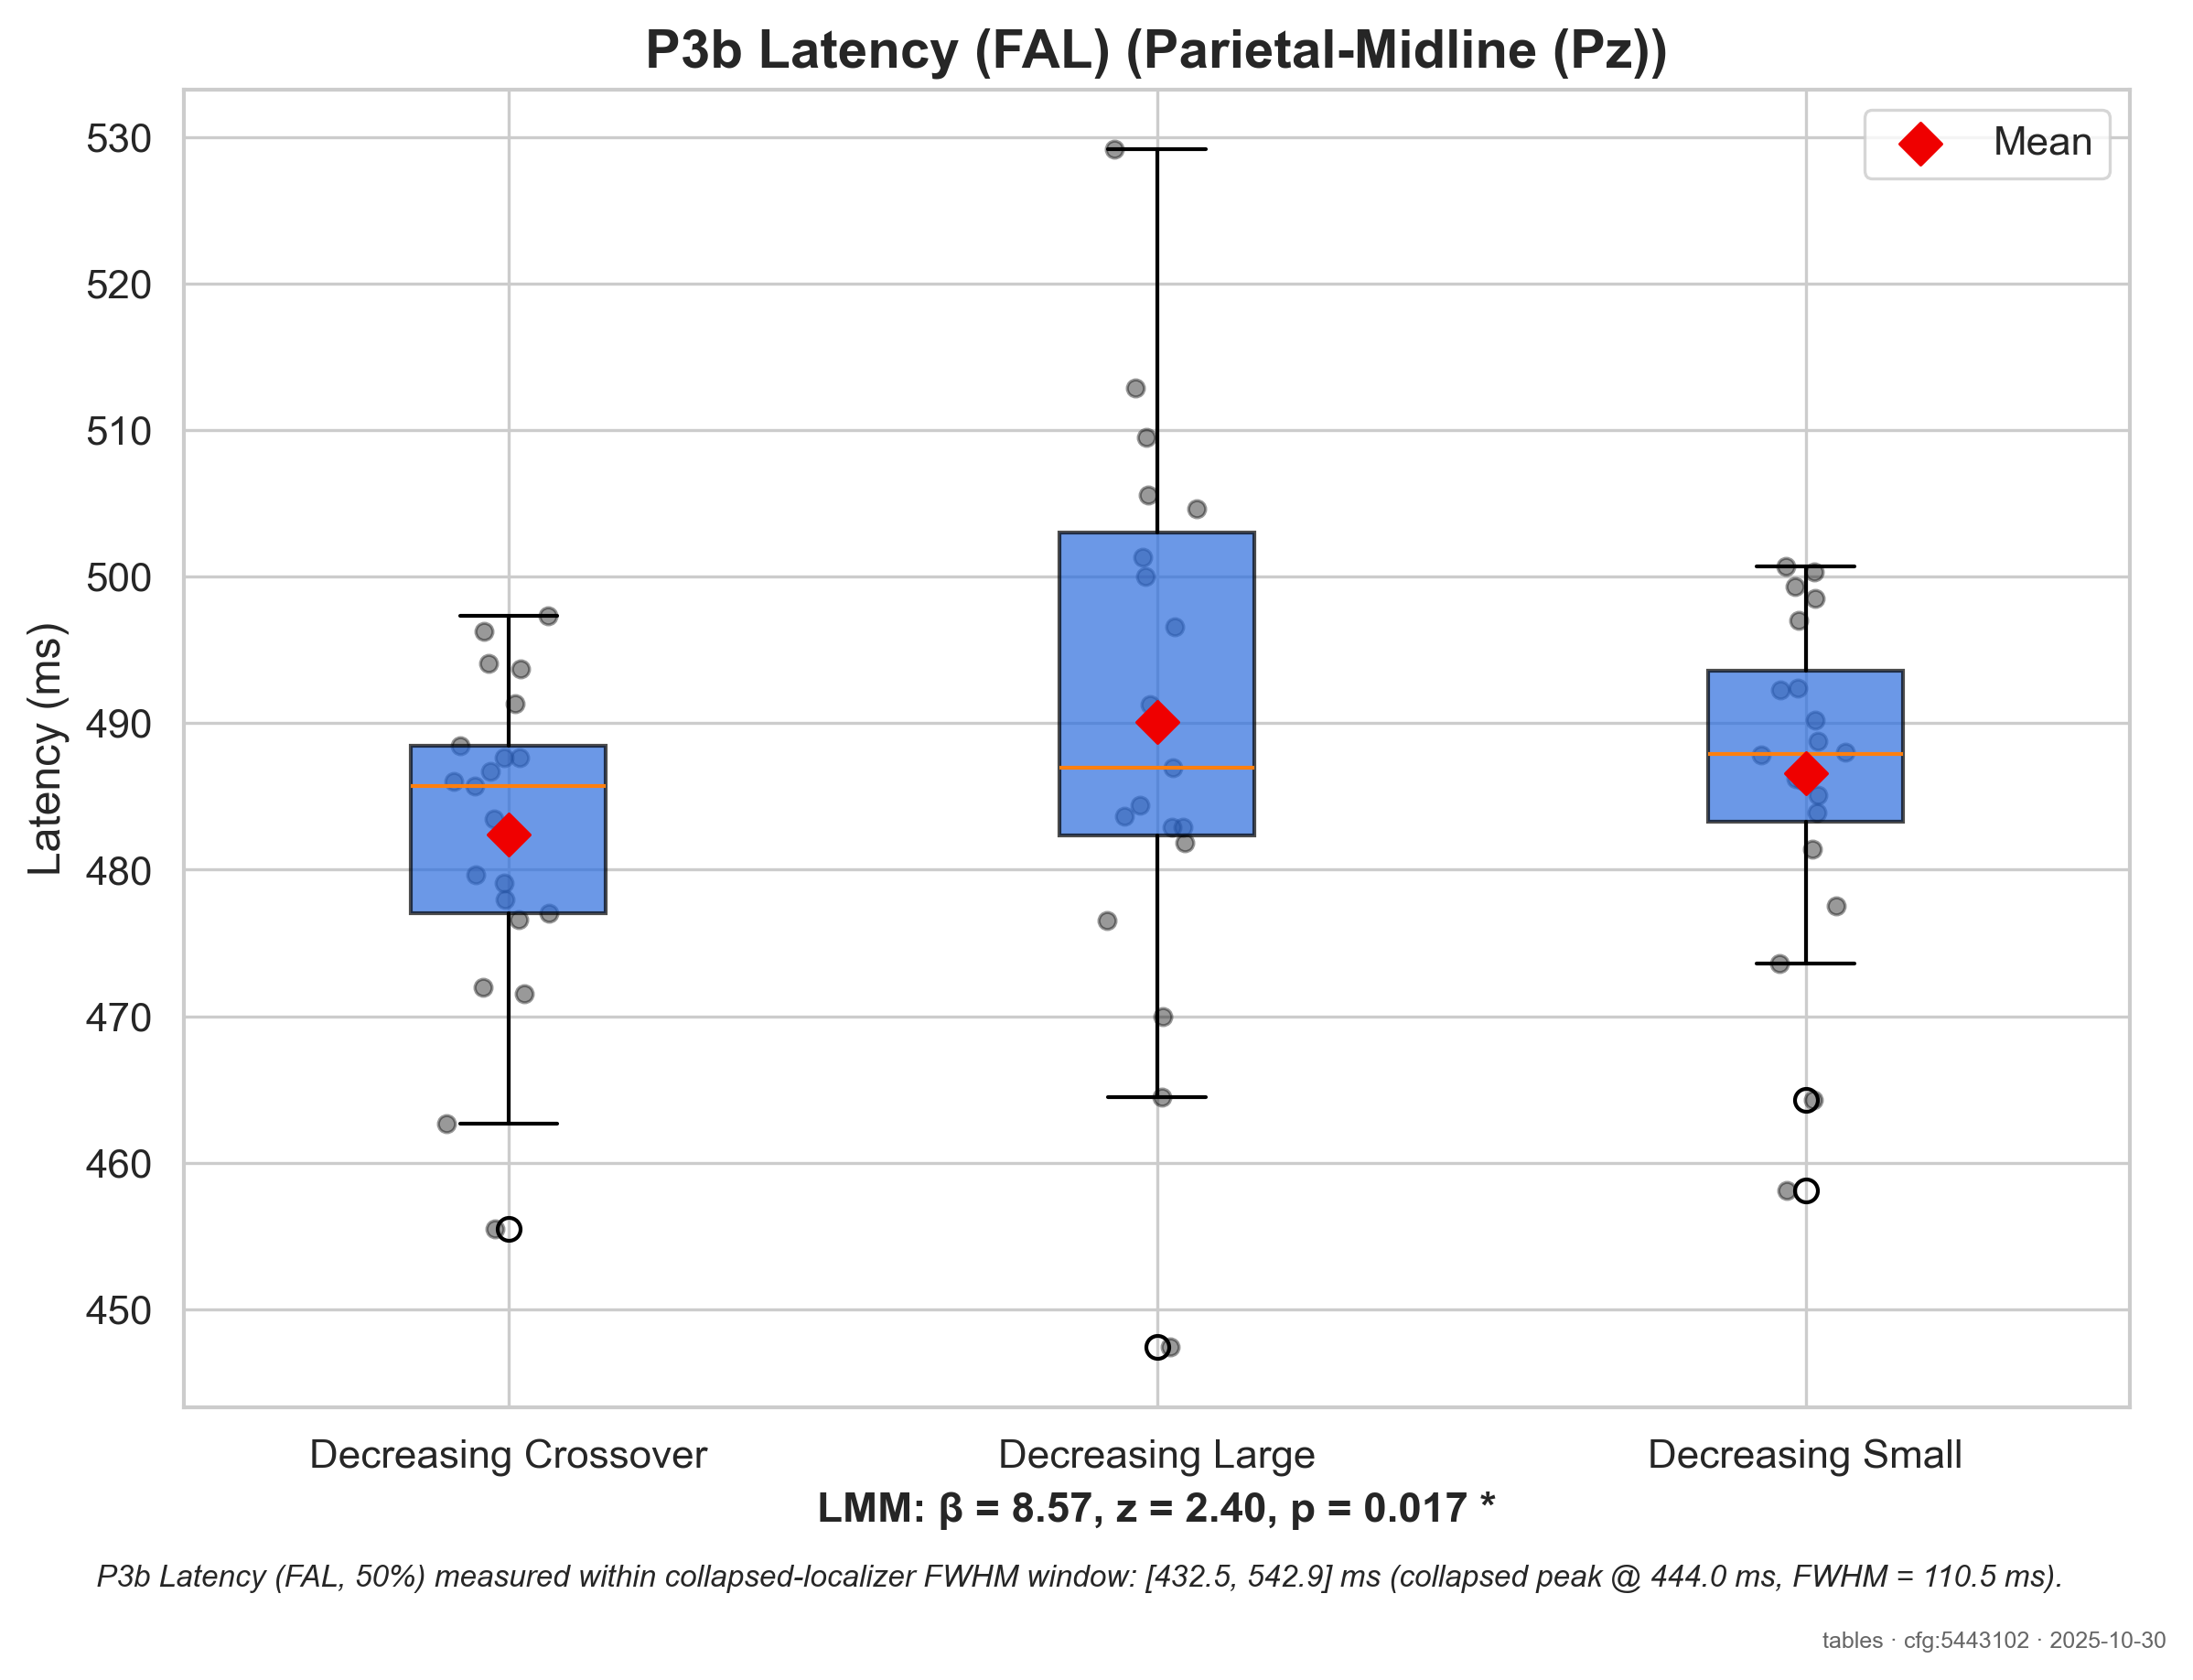 P3b Latency (FAL) (Parietal-Midline (Pz))
Mean
530
520
510
500
490
480
470
460
450
Latency (ms)
Decreasing Crossover
Decreasing Large
Decreasing Small
LMM: β = 8.57, z = 2.40, p = 0.017 *
P3b Latency (FAL, 50%) measured within collapsed-localizer FWHM window: [432.5, 542.9] ms (collapsed peak @ 444.0 ms, FWHM = 110.5 ms).
tables · cfg:5443102 · 2025-10-30